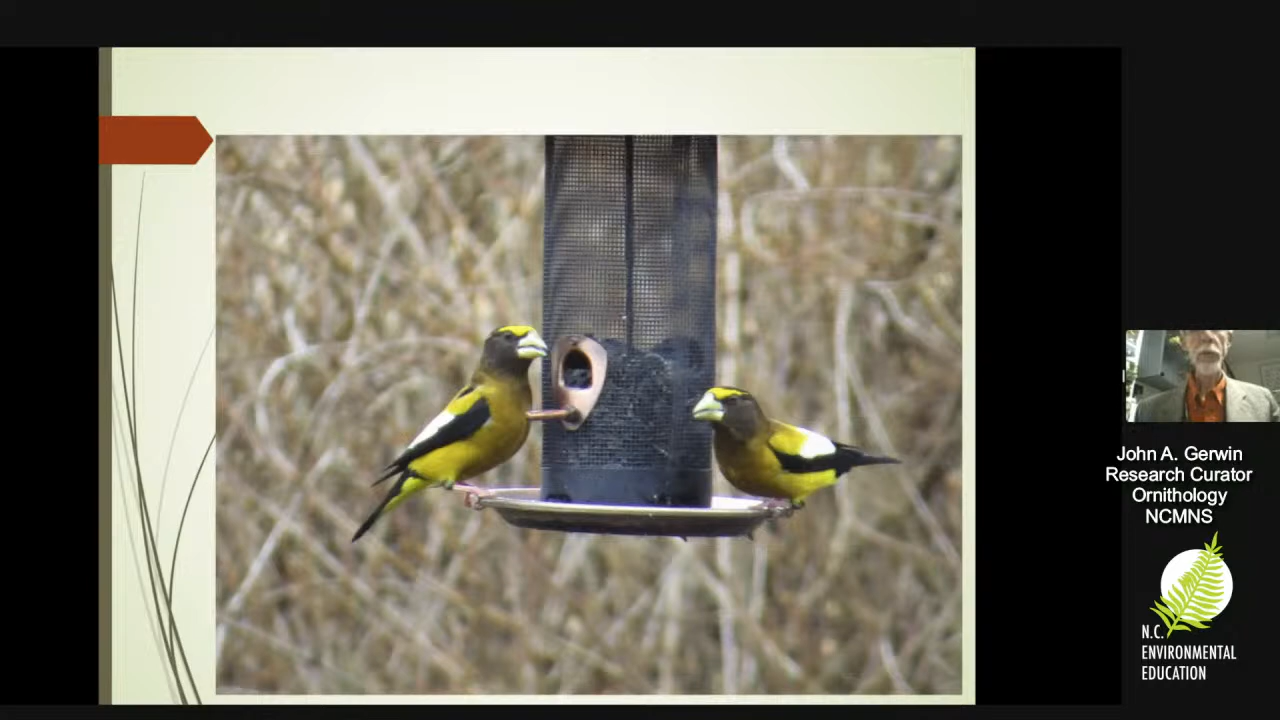 John A. Gerwin
Research Curator
Ornithology
NCMNS
N.C.
ENVIRONMENTAL
EDUCATION